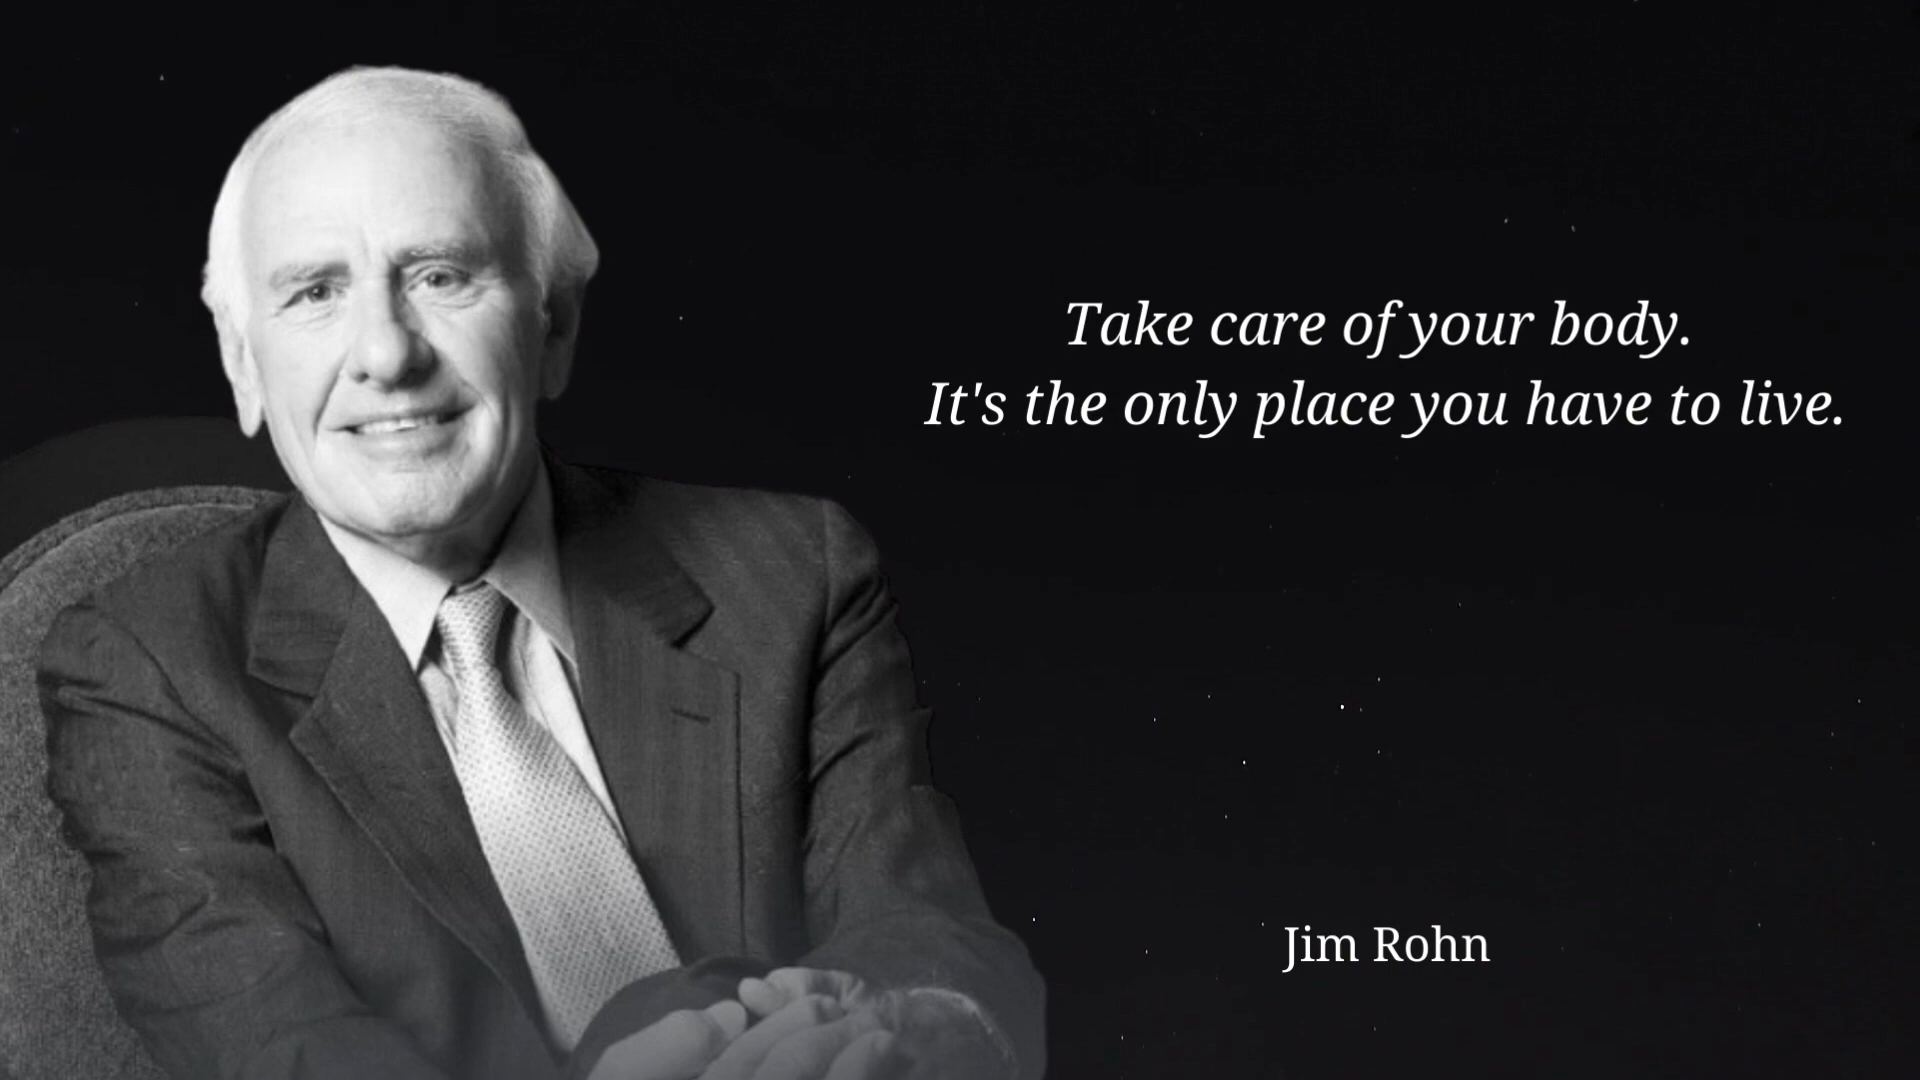 Take care of your body.
It's the only place you have to live.
Jim Rohn